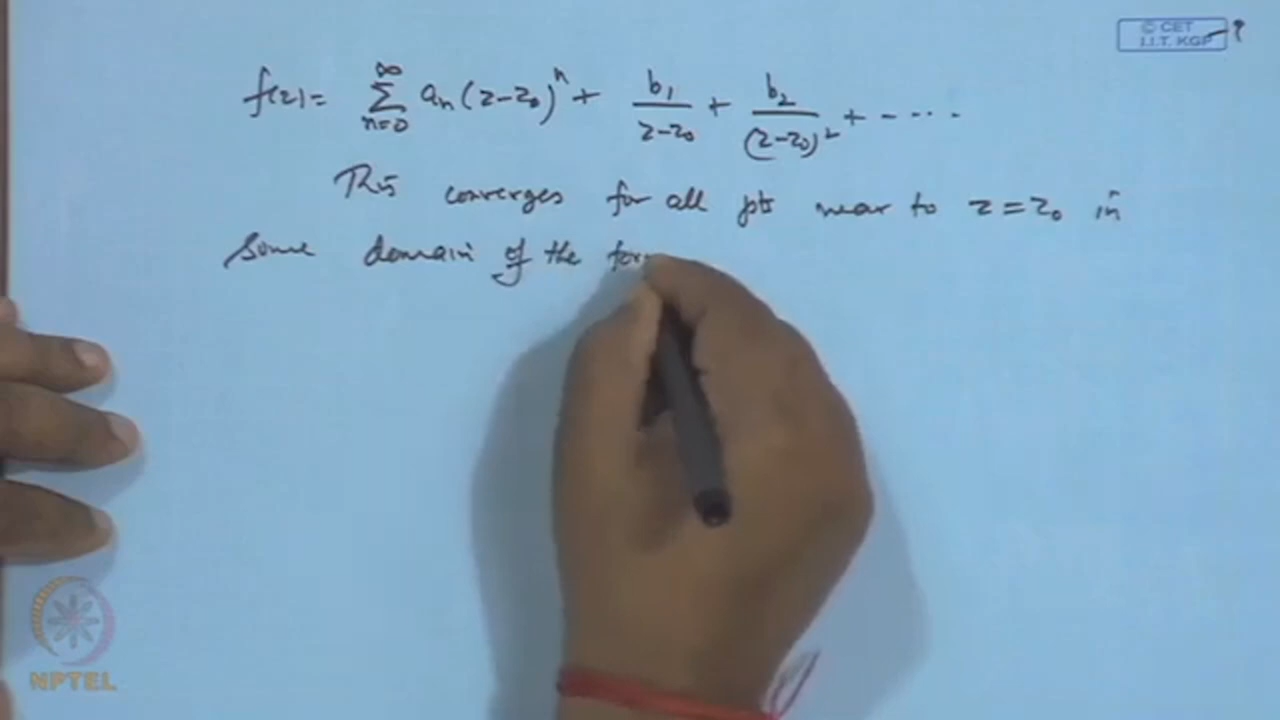 © CET
I.I.T. KGP
f(z) = ∑_{n=0}^{∞} a_n (z-z_0)^n + b_1/(z-z_0) + b_2/(z-z_0)^2 + - - - - -
This converges for all pts near to z = z_0 in
some domain of the for
NPTEL